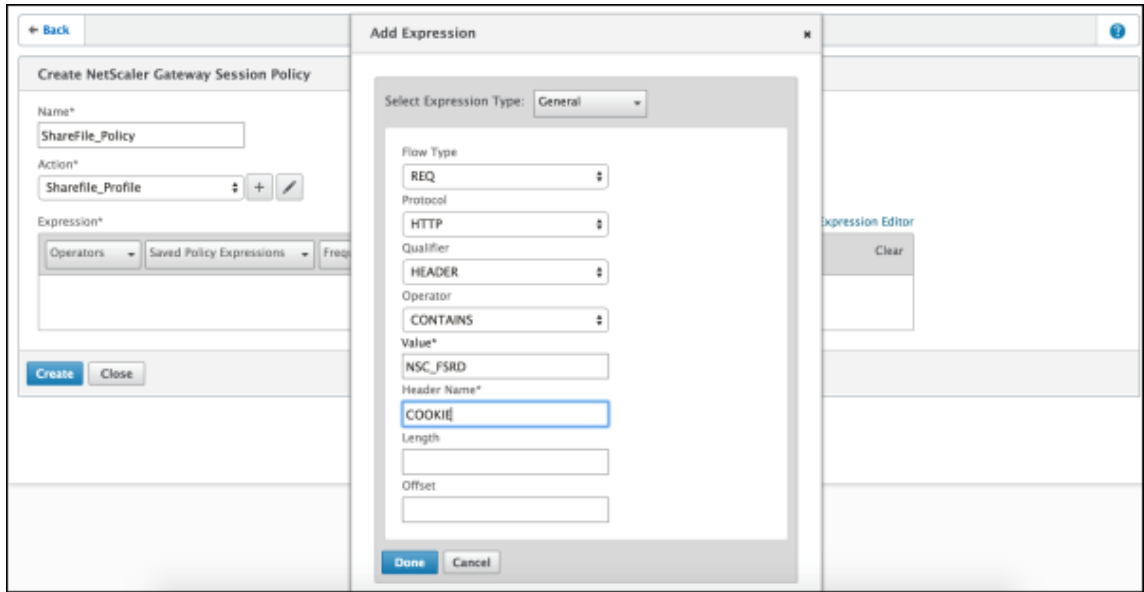 ← Back
Add Expression
Create NetScaler Gateway Session Policy
Name*
ShareFile_Policy
Action*
Sharefile_Profile
Expression*
Expression Editor
Operators
Saved Policy Expressions
Frequ
Clear
Create
Close
Select Expression Type: General
Flow Type
REQ
Protocol
HTTP
Qualifier
HEADER
Operator
CONTAINS
Value*
NSC_FSRD
Header Name*
COOKIE
Length
Offset
Done
Cancel